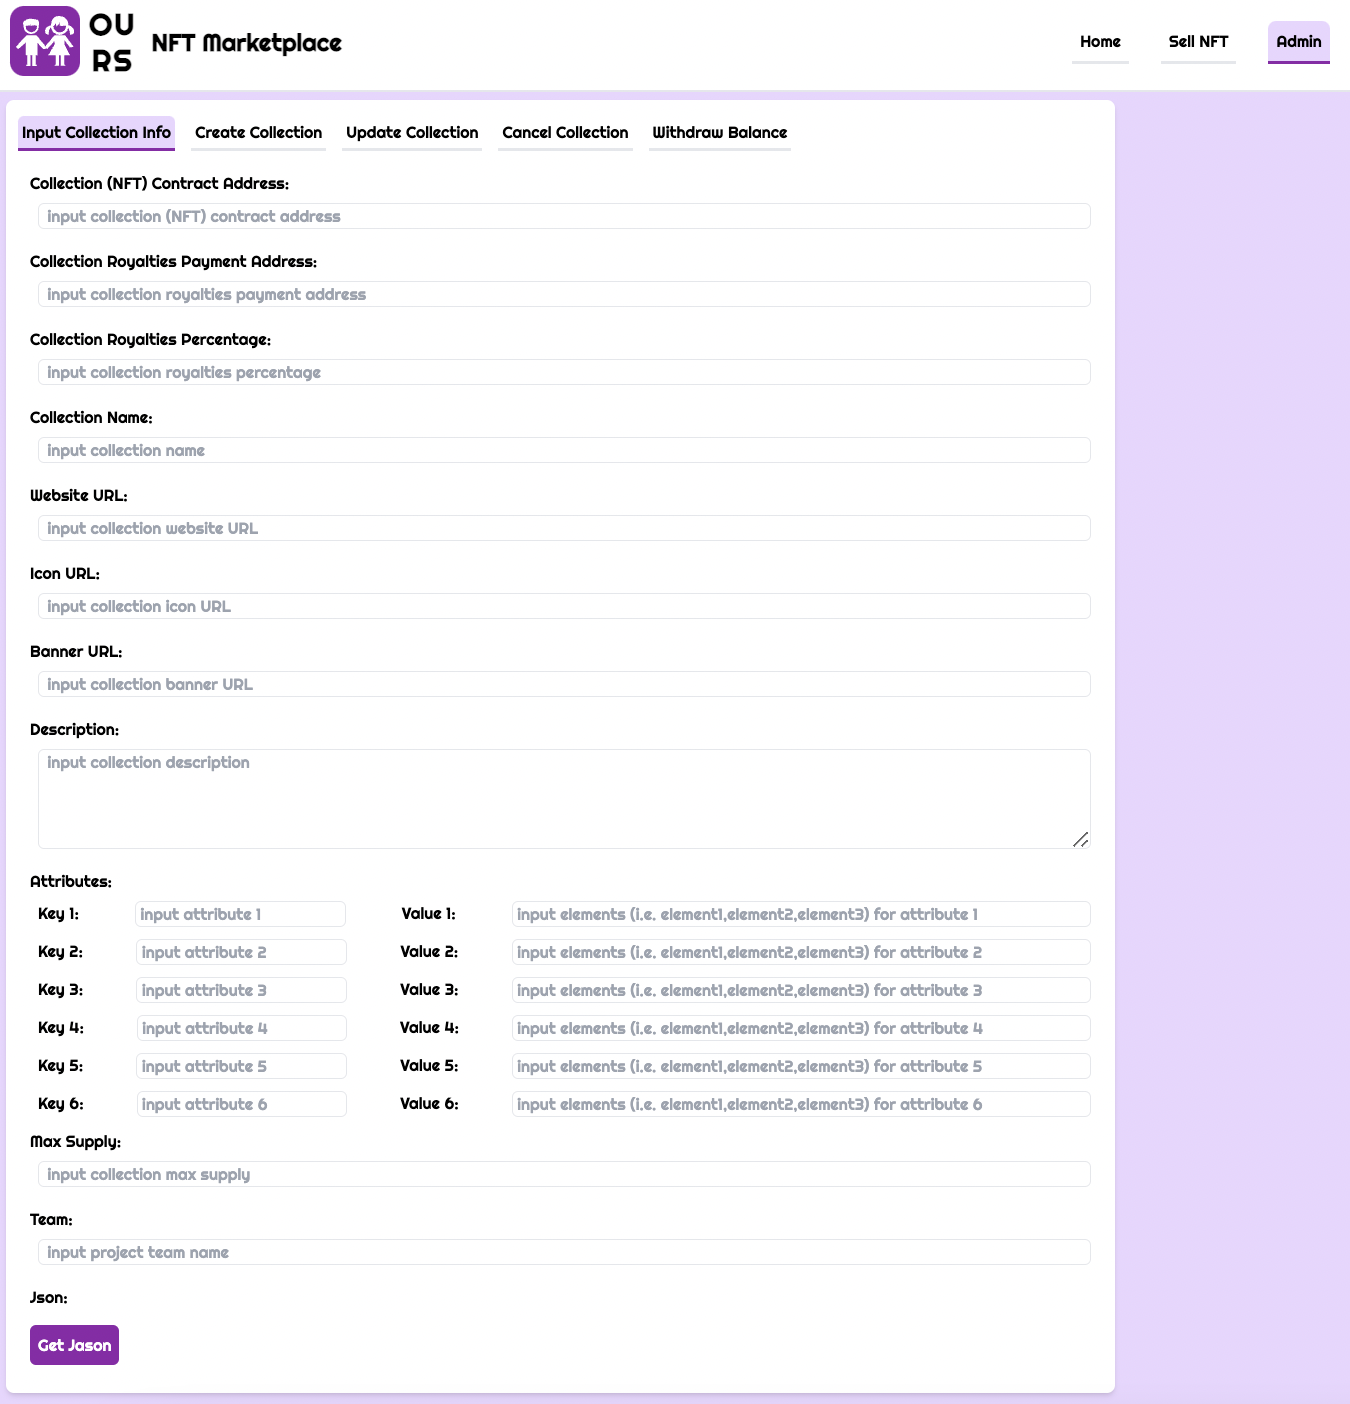 OU
RS
NFT Marketplace
Home
Sell NFT
Admin
Input Collection Info
Create Collection
Update Collection
Cancel Collection
Withdraw Balance
Collection (NFT) Contract Address:
input collection (NFT) contract address
Collection Royalties Payment Address:
input collection royalties payment address
Collection Royalties Percentage:
input collection royalties percentage
Collection Name:
input collection name
Website URL:
input collection website URL
Icon URL:
input collection icon URL
Banner URL:
input collection banner URL
Description:
input collection description
Attributes:
Key 1: input attribute 1 Value 1: input elements (i.e. element1,element2,element3) for attribute 1
Key 2: input attribute 2 Value 2: input elements (i.e. element1,element2,element3) for attribute 2
Key 3: input attribute 3 Value 3: input elements (i.e. element1,element2,element3) for attribute 3
Key 4: input attribute 4 Value 4: input elements (i.e. element1,element2,element3) for attribute 4
Key 5: input attribute 5 Value 5: input elements (i.e. element1,element2,element3) for attribute 5
Key 6: input attribute 6 Value 6: input elements (i.e. element1,element2,element3) for attribute 6
Max Supply:
input collection max supply
Team:
input project team name
Json:
Get Jason